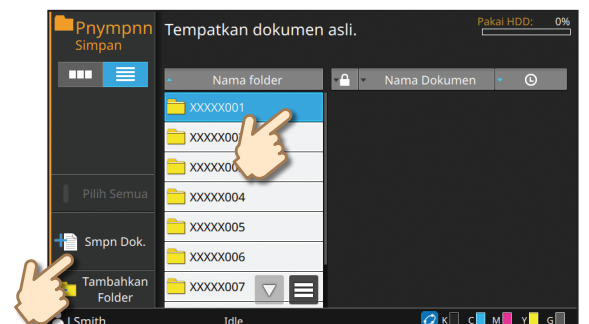 Pnympnn
Simpan
Tempatkan dokumen asli.
Pakai HDD: 0%
Nama folder
Nama Dokumen
XXXXX001
XXXXX004
XXXXX005
XXXXX006
XXXXX007
Pilih Semua
Smpn Dok.
Tambahkan
Folder
Smith
Idle
K C M Y G